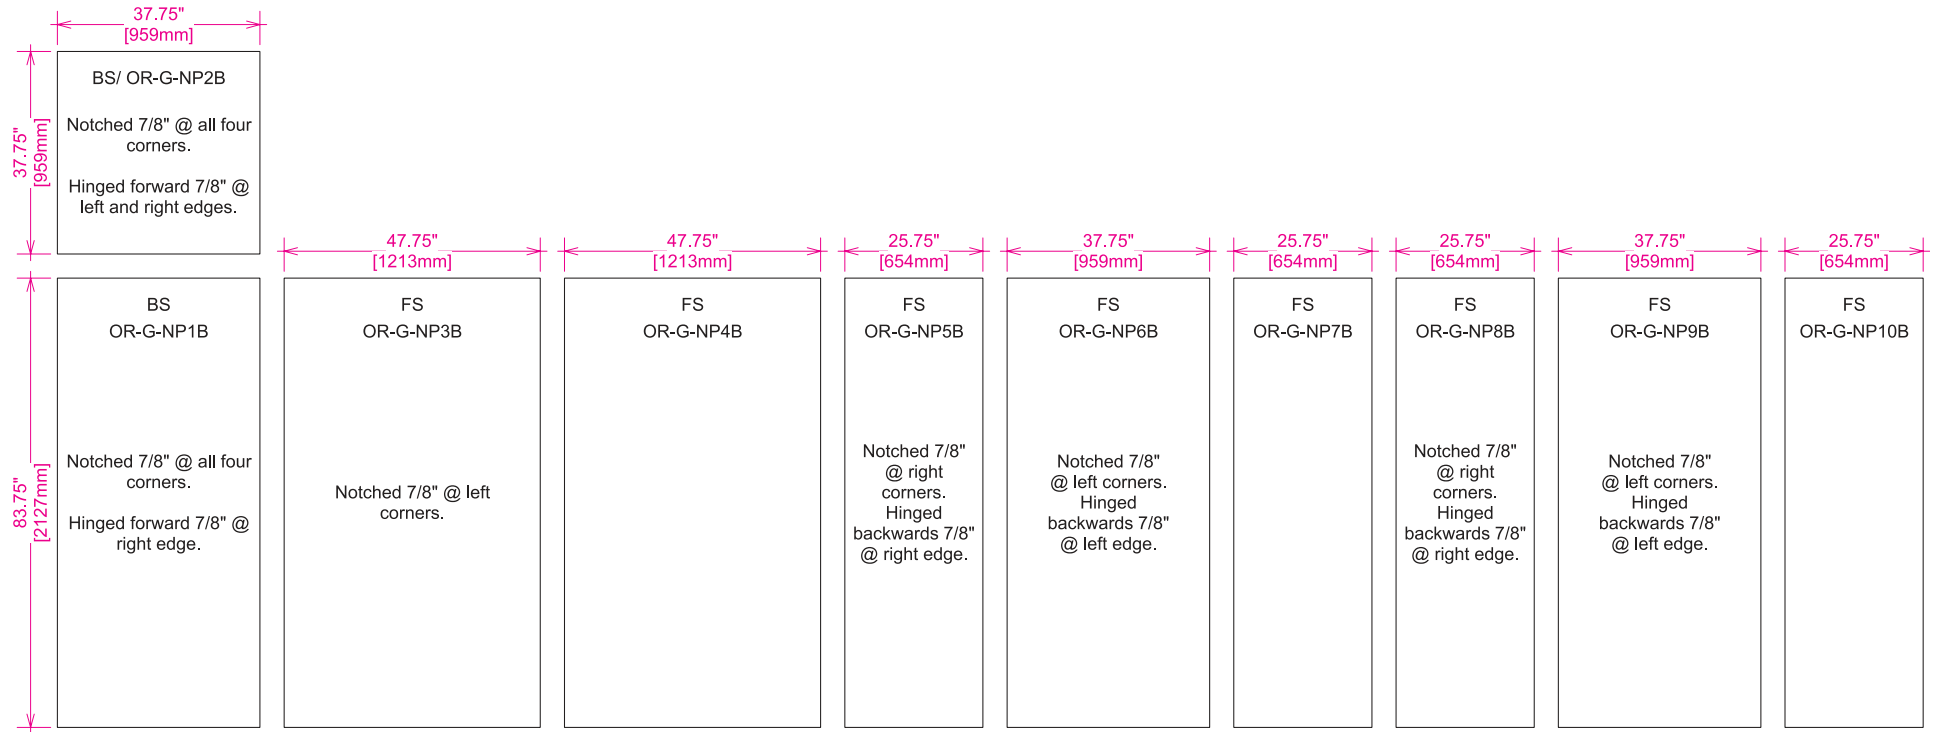 37.75"
[959mm]
37.75"
[959mm]
BS/ OR-G-NP2B
Notched 7/8" @ all four
corners.
Hinged forward 7/8" @
left and right edges.
47.75"
[1213mm]
47.75"
[1213mm]
25.75"
[654mm]
37.75"
[959mm]
25.75"
[654mm]
25.75"
[654mm]
37.75"
[959mm]
25.75"
[654mm]
83.75"
[2127mm]
BS
OR-G-NP1B
Notched 7/8" @ all four
corners.
Hinged forward 7/8" @
right edge.
FS
OR-G-NP3B
Notched 7/8" @ left
corners.
FS
OR-G-NP4B
FS
OR-G-NP5B
Notched 7/8"
@ right
corners.
Hinged
backwards 7/8"
@ right edge.
FS
OR-G-NP6B
Notched 7/8"
@ left corners.
Hinged
backwards 7/8"
@ left edge.
FS
OR-G-NP7B
FS
OR-G-NP8B
Notched 7/8"
@ right
corners.
Hinged
backwards 7/8"
@ right edge.
FS
OR-G-NP9B
Notched 7/8"
@ left corners.
Hinged
backwards 7/8"
@ left edge.
FS
OR-G-NP10B